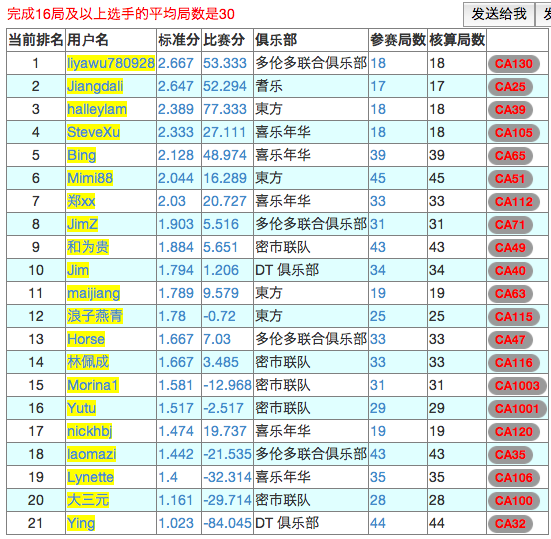 完成16局及以上选手的平均局数是30
发送给我
当前排名 用户名 标准分 比赛分 俱乐部 参赛局数 核算局数
1 liyawu780928 2.667 53.333 多伦多联合俱乐部 18 18 CA130
2 Jiangdali 2.647 52.294 耆乐 17 17 CA25
3 halleylam 2.389 77.333 東方 18 18 CA39
4 SteveXu 2.333 27.111 喜乐年华 18 18 CA105
5 Bing 2.128 48.974 喜乐年华 39 39 CA65
6 Mimi88 2.044 16.289 東方 45 45 CA51
7 郑xx 2.03 20.727 喜乐年华 33 33 CA112
8 JimZ 1.903 5.516 多伦多联合俱乐部 31 31 CA71
9 和为贵 1.884 5.651 密市联队 43 43 CA49
10 Jim 1.794 1.206 DT 俱乐部 34 34 CA40
11 maijiang 1.789 9.579 東方 19 19 CA63
12 浪子燕青 1.78 -0.72 東方 25 25 CA115
13 Horse 1.667 7.03 多伦多联合俱乐部 33 33 CA47
14 林佩成 1.667 3.485 密市联队 33 33 CA116
15 Morina1 1.581 -12.968 密市联队 31 31 CA1003
16 Yutu 1.517 -2.517 密市联队 29 29 CA1001
17 nickhbj 1.474 19.737 喜乐年华 19 19 CA120
18 laomazi 1.442 -21.535 多伦多联合俱乐部 43 43 CA35
19 Lynette 1.4 -32.314 喜乐年华 35 35 CA106
20 大三元 1.161 -29.714 密市联队 28 28 CA100
21 Ying 1.023 -84.045 DT 俱乐部 44 44 CA32